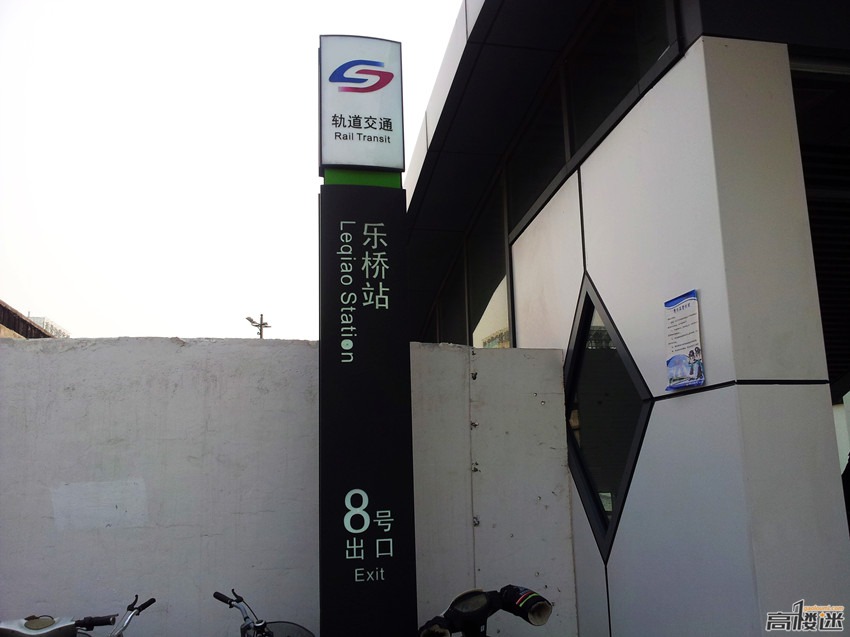 轨道交通
Rail Transit
乐桥站
Leqiao Station
8号
出口
Exit
高楼迷